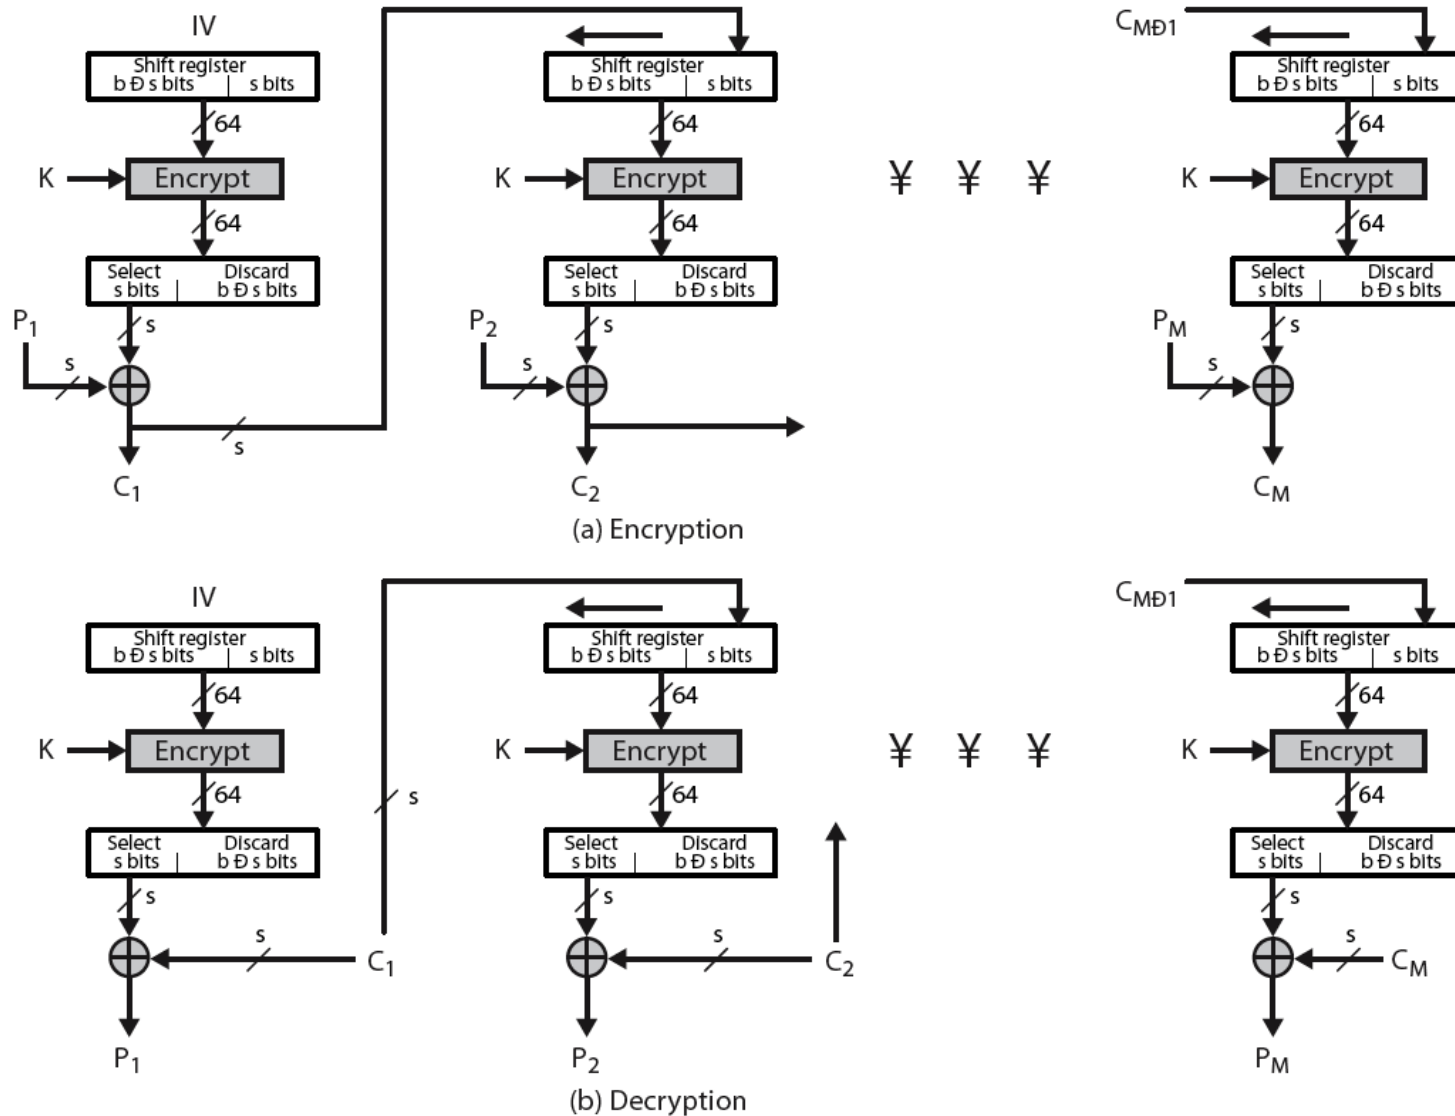 IV
C_MÐ1
Shift register
b Ð s bits | s bits
Shift register
b Ð s bits | s bits
Shift register
b Ð s bits | s bits
64
64
64
K
Encrypt
K
Encrypt
¥ ¥ ¥
K
Encrypt
64
64
64
Select Discard
s bits | b Ð s bits
Select Discard
s bits | b Ð s bits
Select Discard
s bits | b Ð s bits
P1
s
P2
s
PM
s
s
s
s
s
C1
C2
CM
(a) Encryption
IV
C_MÐ1
Shift register
b Ð s bits | s bits
Shift register
b Ð s bits | s bits
Shift register
b Ð s bits | s bits
64
64
64
K
Encrypt
K
Encrypt
¥ ¥ ¥
K
Encrypt
64
s
64
64
Select Discard
s bits | b Ð s bits
Select Discard
s bits | b Ð s bits
Select Discard
s bits | b Ð s bits
s
s
s
s
C1
s
C2
s
CM
P1
P2
PM
(b) Decryption